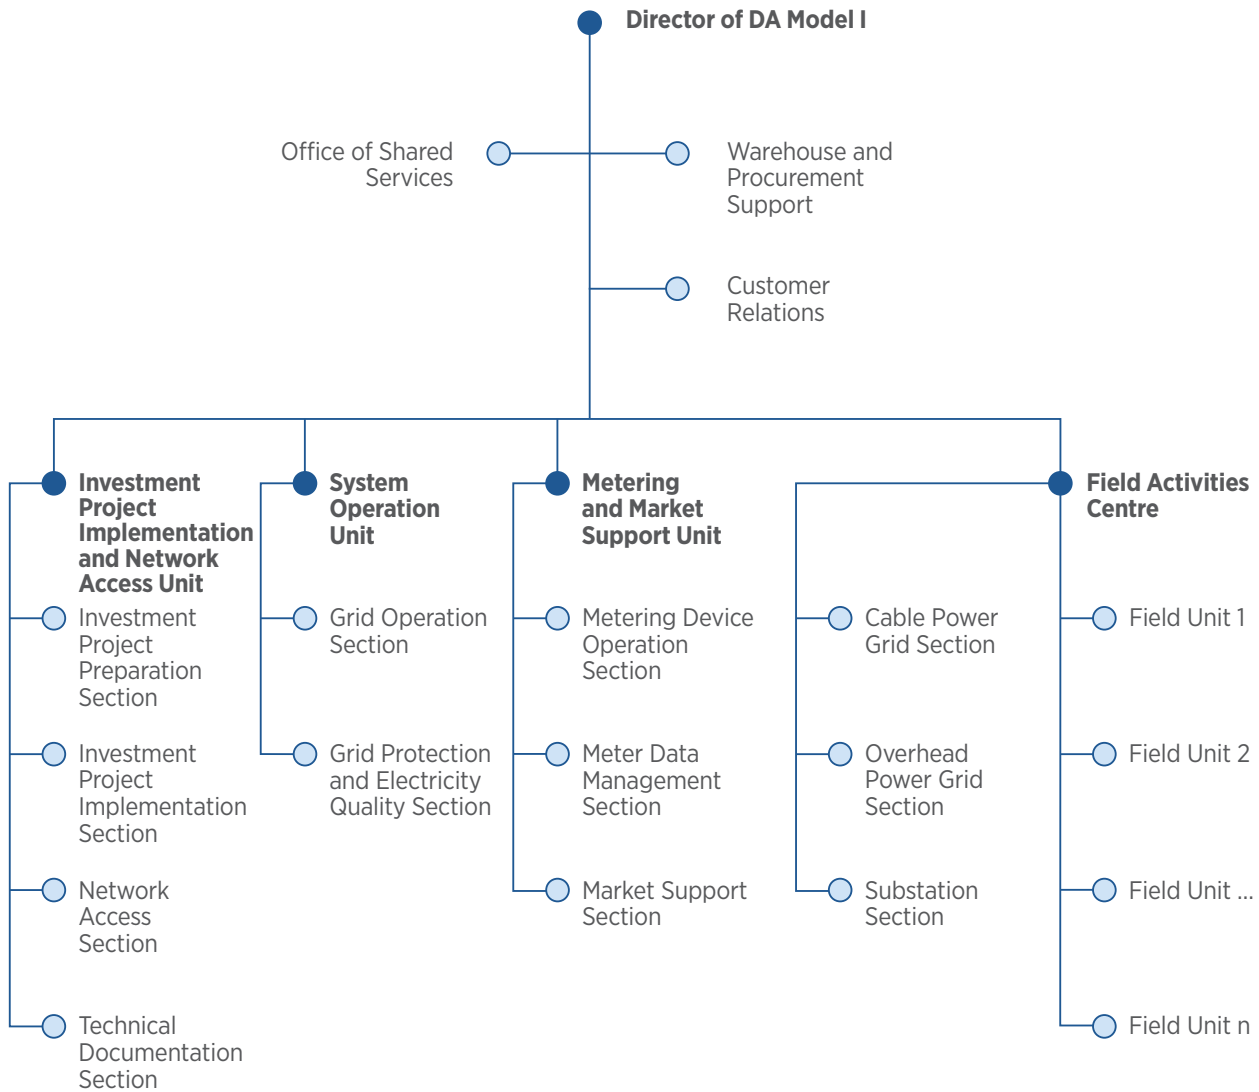 Director of DA Model I
Office of Shared
Services
Warehouse and
Procurement
Support
Customer
Relations
Investment
Project
Implementation
and Network
Access Unit
Investment
Project
Preparation
Section
Investment
Project
Implementation
Section
Network
Access
Section
Technical
Documentation
Section
System
Operation
Unit
Grid Operation
Section
Grid Protection
and Electricity
Quality Section
Metering
and Market
Support Unit
Metering Device
Operation
Section
Meter Data
Management
Section
Market Support
Section
Field Activities
Centre
Cable Power
Grid Section
Overhead
Power Grid
Section
Substation
Section
Field Unit 1
Field Unit 2
Field Unit ...
Field Unit n